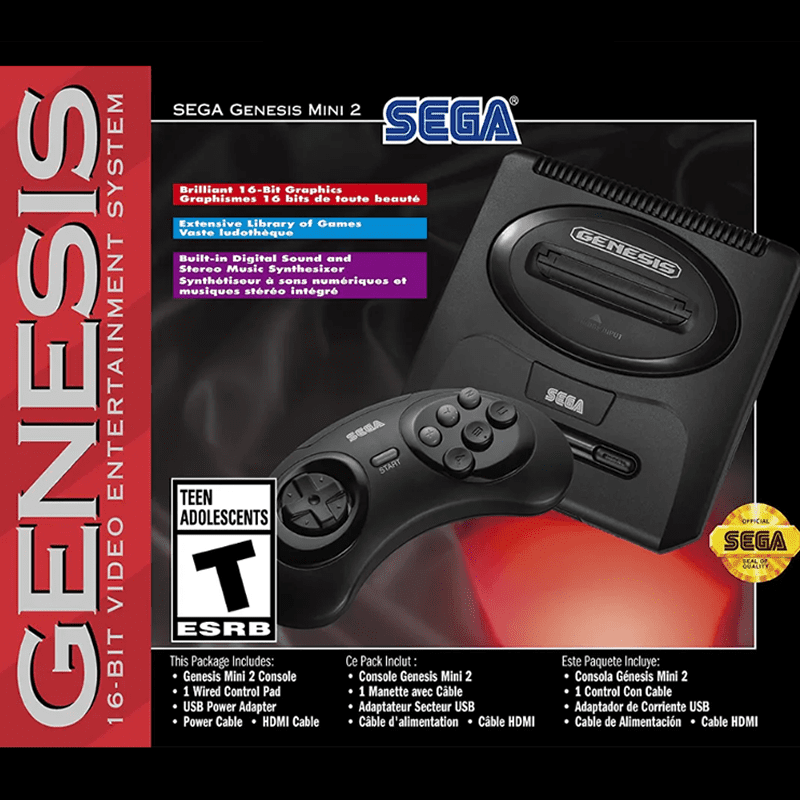 GENESIS
16-BIT VIDEO ENTERTAINMENT SYSTEM
SEGA GENESIS MINI 2
SEGA®
Brilliant 16-Bit Graphics
Graphismes 16 bits de toute beauté
Extensive Library of Games
Vaste ludothèque
Built-in Digital Sound and
Stereo Music Synthesizer
Synthétiseur à sons numériques et
musiques stéréo intégré
GENESIS
SEGA
SEGA
START
TEEN
ADOLESCENTS
T
ESRB
OFFICIAL
SEGA
SEAL OF
QUALITY
This Package Includes:
• Genesis Mini 2 Console
• 1 Wired Control Pad
• USB Power Adapter
• Power Cable • HDMI Cable
Ce Pack Inclut :
• Console Genesis Mini 2
• 1 Manette avec Câble
• Adaptateur Secteur USB
• Câble d'alimentation • Câble HDMI
Este Paquete Incluye:
• Consola Génesis Mini 2
• 1 Control Con Cable
• Adaptador de Corriente USB
• Cable de Alimentación • Cable HDMI